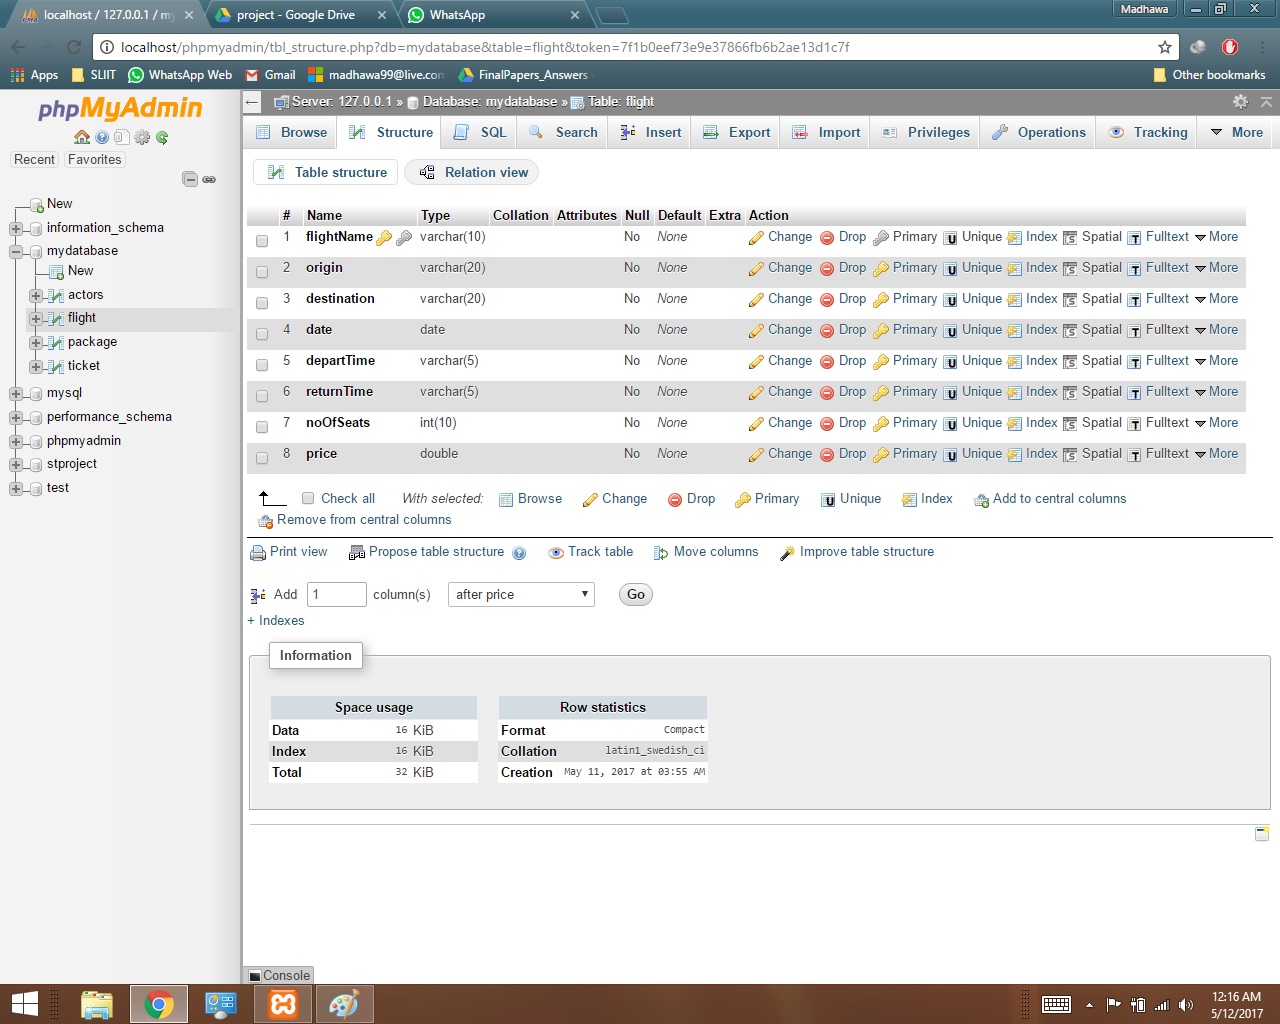 Madhawa
localhost / 127.0.0.1 / my
project - Google Drive
WhatsApp
localhost/phpmyadmin/tbl_structure.php?db=mydatabase&table=flight&token=7f1b0eef73e9e37866fb6b2ae13d1c7f
Apps SLIIT WhatsApp Web Gmail madhawa99@live.com FinalPapers_Answers - Other bookmarks
phpMyAdmin
Recent Favorites
New
information_schema
mydatabase
New
actors
flight
package
ticket
mysql
performance_schema
phpmyadmin
stproject
test
Server: 127.0.0.1 » Database: mydatabase » Table: flight
Browse Structure SQL Search Insert Export Import Privileges Operations Tracking More
Table structure Relation view
# Name Type Collation Attributes Null Default Extra Action
1 flightName varchar(10) No None Change Drop Primary Unique Index Spatial Fulltext More
2 origin varchar(20) No None Change Drop Primary Unique Index Spatial Fulltext More
3 destination varchar(20) No None Change Drop Primary Unique Index Spatial Fulltext More
4 date date No None Change Drop Primary Unique Index Spatial Fulltext More
5 departTime varchar(5) No None Change Drop Primary Unique Index Spatial Fulltext More
6 returnTime varchar(5) No None Change Drop Primary Unique Index Spatial Fulltext More
7 noOfSeats int(10) No None Change Drop Primary Unique Index Spatial Fulltext More
8 price double No None Change Drop Primary Unique Index Spatial Fulltext More
Check all With selected: Browse Change Drop Primary Unique Index Add to central columns
Remove from central columns
Print view Propose table structure Track table Move columns Improve table structure
Add 1 column(s) after price Go
+ Indexes
Information
Space usage
Data 16 KiB
Index 16 KiB
Total 32 KiB
Row statistics
Format Compact
Collation latin1_swedish_ci
Creation May 11, 2017 at 03:55 AM
Console
12:16 AM
5/12/2017